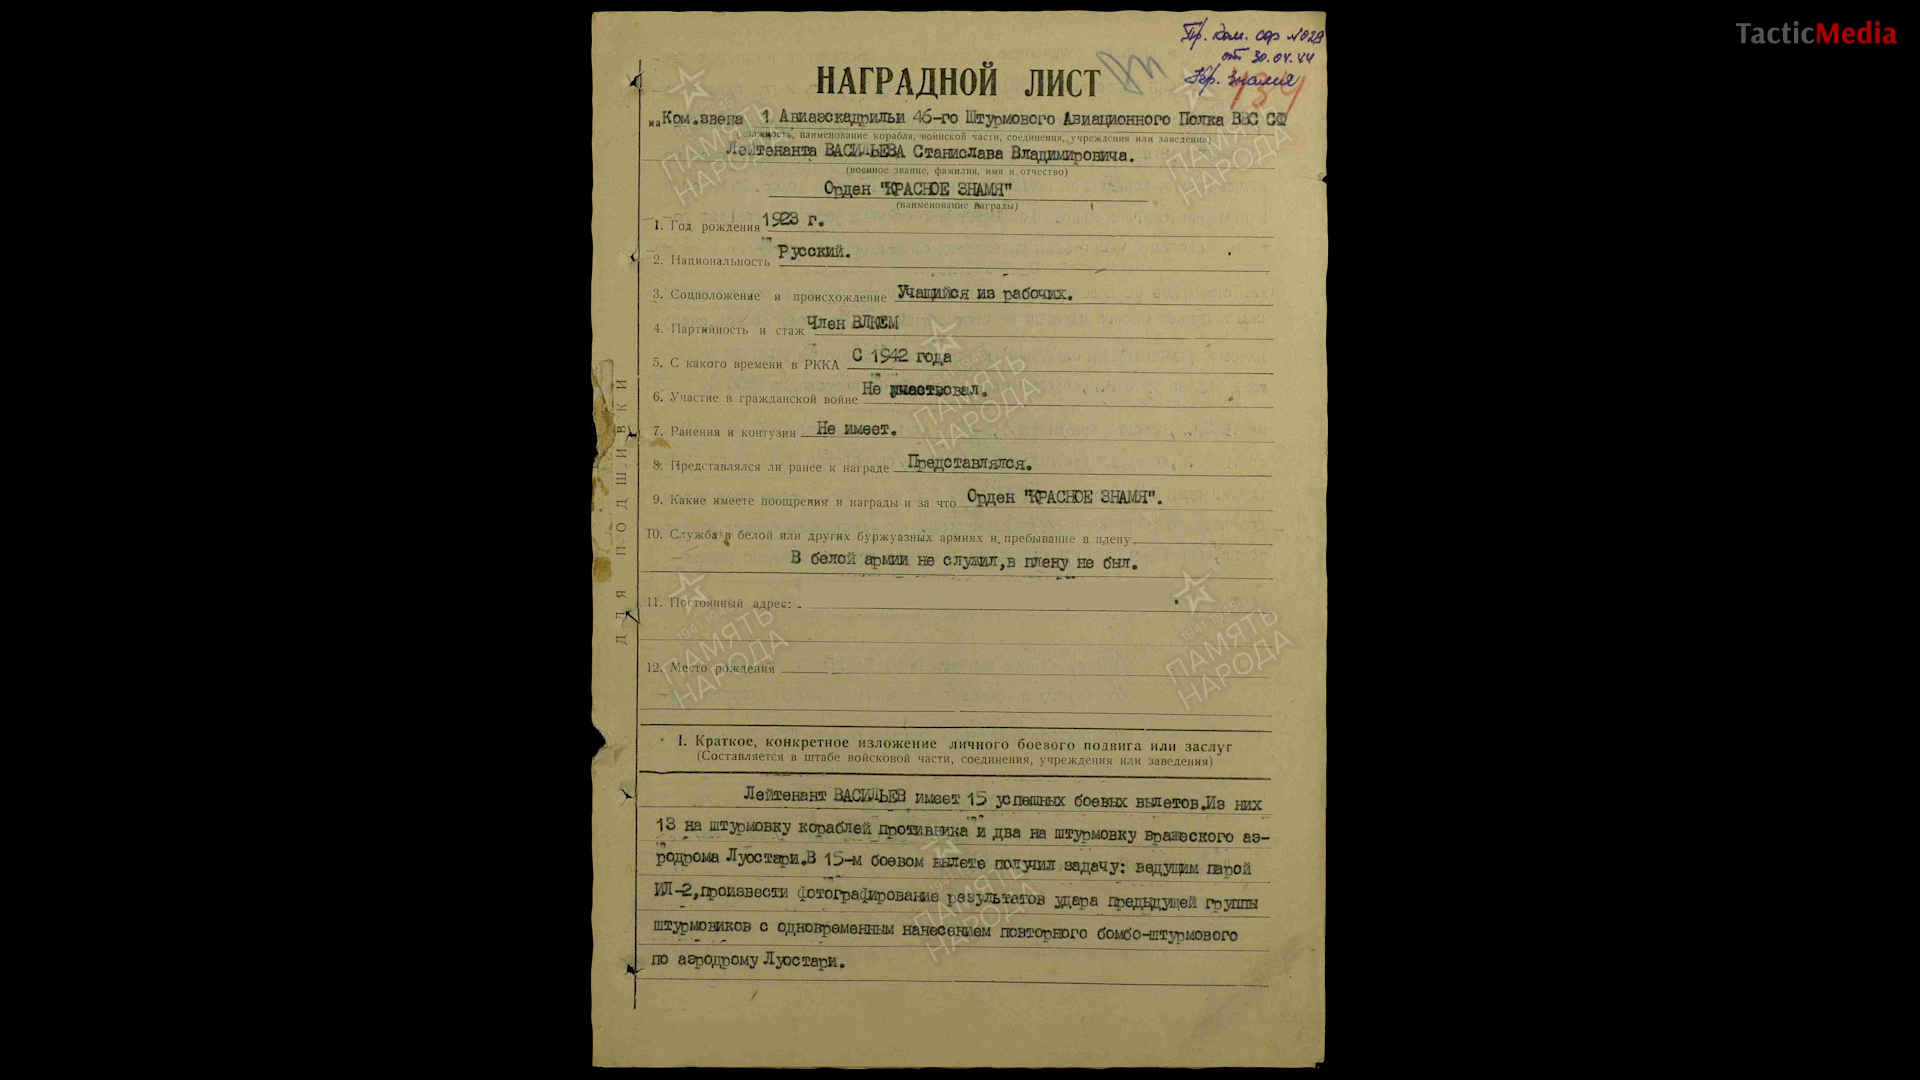 TacticMedia
Пр. ком. сф №029
от 30.04.44
Кр. Знамя
НАГРАДНОЙ ЛИСТ
на Ком.звена 1 Авиаэскадрильи 46-го Штурмового Авиационного Полка ВВС СФ
(должность, наименование корабля, воинской части, соединения, учреждения или заведения)
Лейтенанта ВАСИЛЬЕВА Станислава Владимировича.
(военное звание, фамилия, имя и отчество)
Орден "КРАСНОЕ ЗНАМЯ"
(наименование награды)
1. Год рождения 1923 г.
2. Национальность Русский.
3. Соцположение и происхождение Учащийся из рабочих.
4. Партийность и стаж Член ВЛКСМ
5. С какого времени в РККА С 1942 года
6. Участие в гражданской войне Не участвовал.
7. Ранения и контузии Не имеет.
8. Представлялся ли ранее к награде Представлялся.
9. Какие имеете поощрения и награды и за что Орден "КРАСНОЕ ЗНАМЯ".
10. Служба в белой или других буржуазных армиях и пребывание в плену
В белой армии не служил,в плену не был.
11. Постоянный адрес:
12. Место рождения
ДЛЯ ПОДШИВКИ
I. Краткое, конкретное изложение личного боевого подвига или заслуг
(Составляется в штабе войсковой части, соединения, учреждения или заведения)
Лейтенант ВАСИЛЬЕВ имеет 15 успешных боевых вылетов.Из них
13 на штурмовку кораблей противника и два на штурмовку вражеского аэ-
родрома Луостари.В 15-м боевом вылете получил задачу: ведущим парой
ИЛ-2,произвести фотографирование результатов удара предыдущей группы
штурмовиков с одновременным нанесением повторного бомбо-штурмового
по аэродрому Луостари.
1941-1945
ПАМЯТЬ
НАРОДА